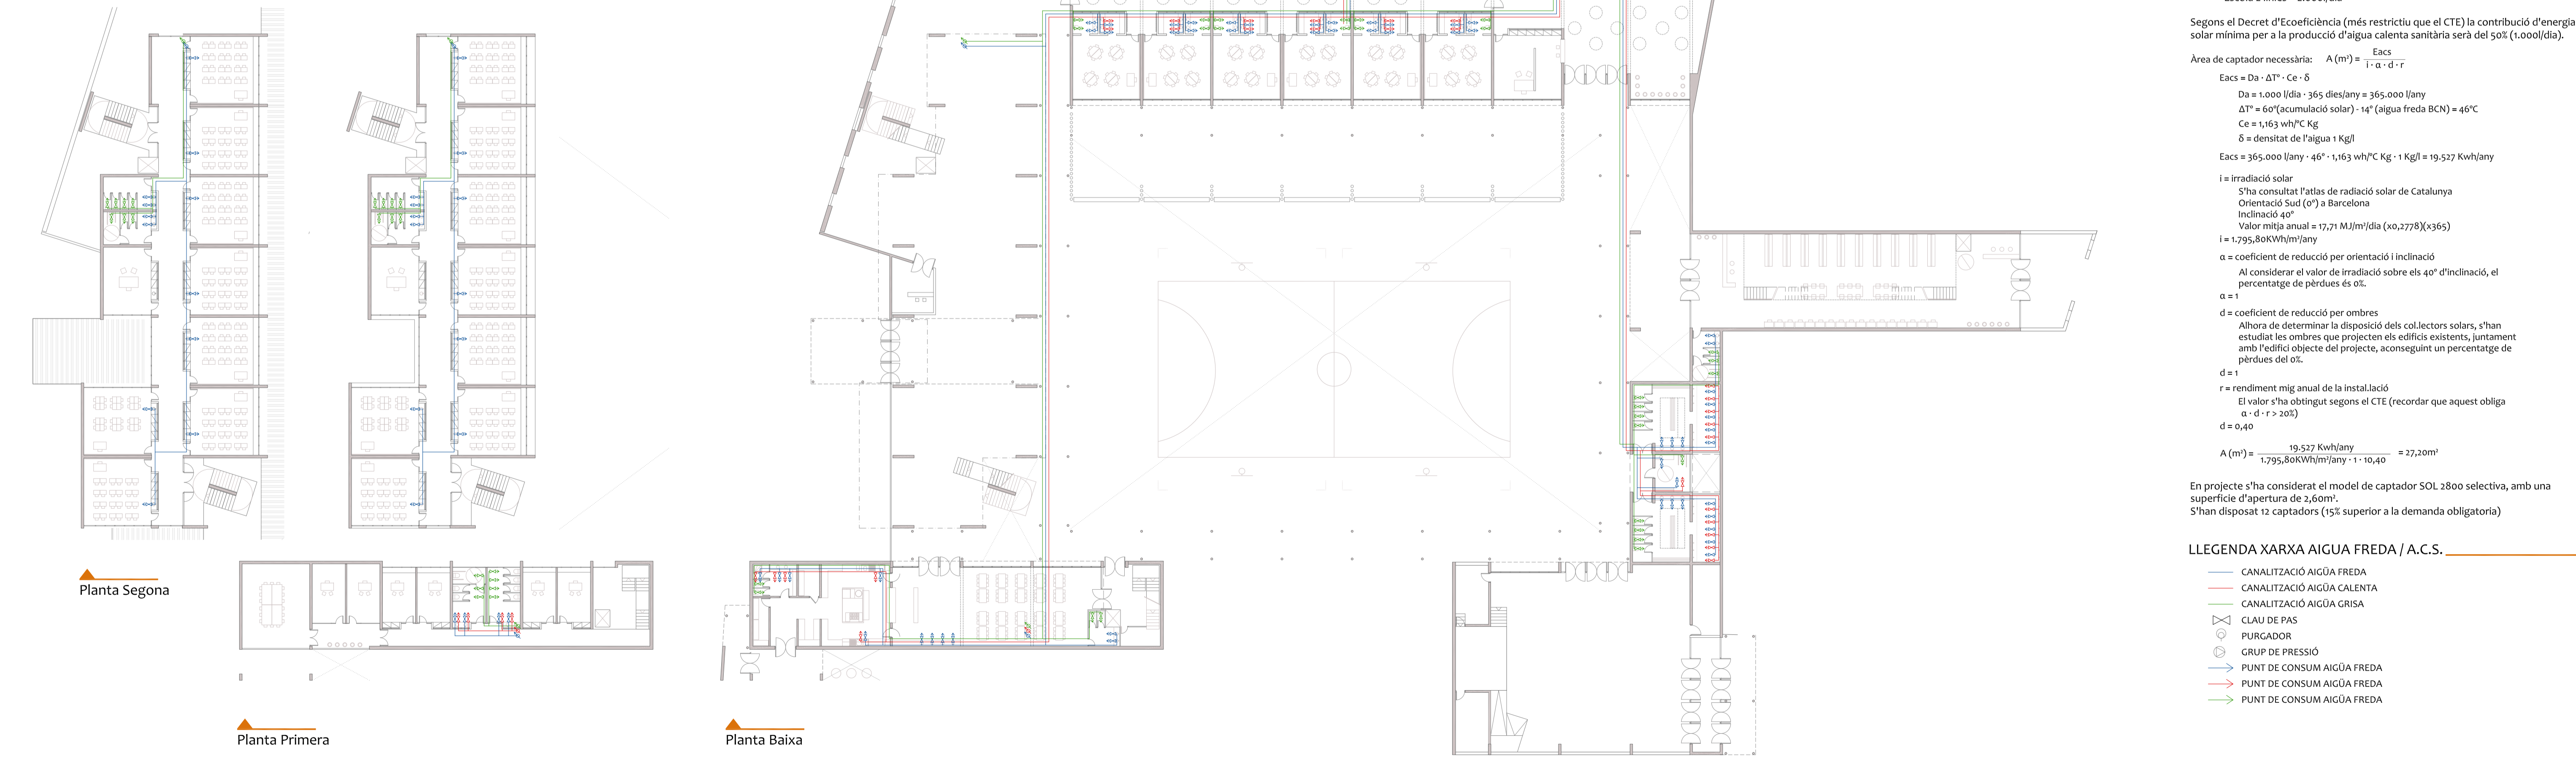 Segons el Decret d'Ecoeficiència (més restrictiu que el CTE) la contribució d'energia
solar mínima per a la producció d'aigua calenta sanitària serà del 50% (1.000l/dia).
Àrea de captador necessària: A (m²) = Eacs
i · α · d · r
Eacs = Da · ΔTº · Ce · δ
Da = 1.000 l/dia · 365 dies/any = 365.000 l/any
ΔTº = 60º(acumulació solar) - 14º (aigua freda BCN) = 46ºC
Ce = 1,163 wh/ºC Kg
δ = densitat de l'aigua 1 Kg/l
Eacs = 365.000 l/any · 46º · 1,163 wh/ºC Kg · 1 Kg/l = 19.527 Kwh/any
i = irradiació solar
S'ha consultat l'atlas de radiació solar de Catalunya
Orientació Sud (0º) a Barcelona
Inclinació 40º
Valor mitja anual = 17,71 MJ/m²/dia (x0,2778)(x365)
i = 1.795,80KWh/m²/any
α = coeficient de reducció per orientació i inclinació
Al considerar el valor de irradiació sobre els 40º d'inclinació, el
percentatge de pèrdues és 0%.
α = 1
d = coeficient de reducció per ombres
Alhora de determinar la disposició dels col.lectors solars, s'han
estudiat les ombres que projecten els edificis existents, juntament
amb l'edifici objecte del projecte, aconseguint un percentatge de
pèrdues del 0%.
d = 1
r = rendiment mig anual de la instal.lació
El valor s'ha obtingut segons el CTE (recordar que aquest obliga
α · d · r > 20%)
d = 0,40
A (m²) = 19.527 Kwh/any = 27,20m²
1.795,80KWh/m²/any · 1 · 10,40
En projecte s'ha considerat el model de captador SOL 2800 selectiva, amb una
superfície d'apertura de 2,60m².
S'han disposat 12 captadors (15% superior a la demanda obligatoria)
LLEGENDA XARXA AIGUA FREDA / A.C.S.
CANALITZACIÓ AIGÜA FREDA
CANALITZACIÓ AIGÜA CALENTA
CANALITZACIÓ AIGÜA GRISA
CLAU DE PAS
PURGADOR
GRUP DE PRESSIÓ
PUNT DE CONSUM AIGÜA FREDA
PUNT DE CONSUM AIGÜA FREDA
PUNT DE CONSUM AIGÜA FREDA
Planta Segona
Planta Primera
Planta Baixa